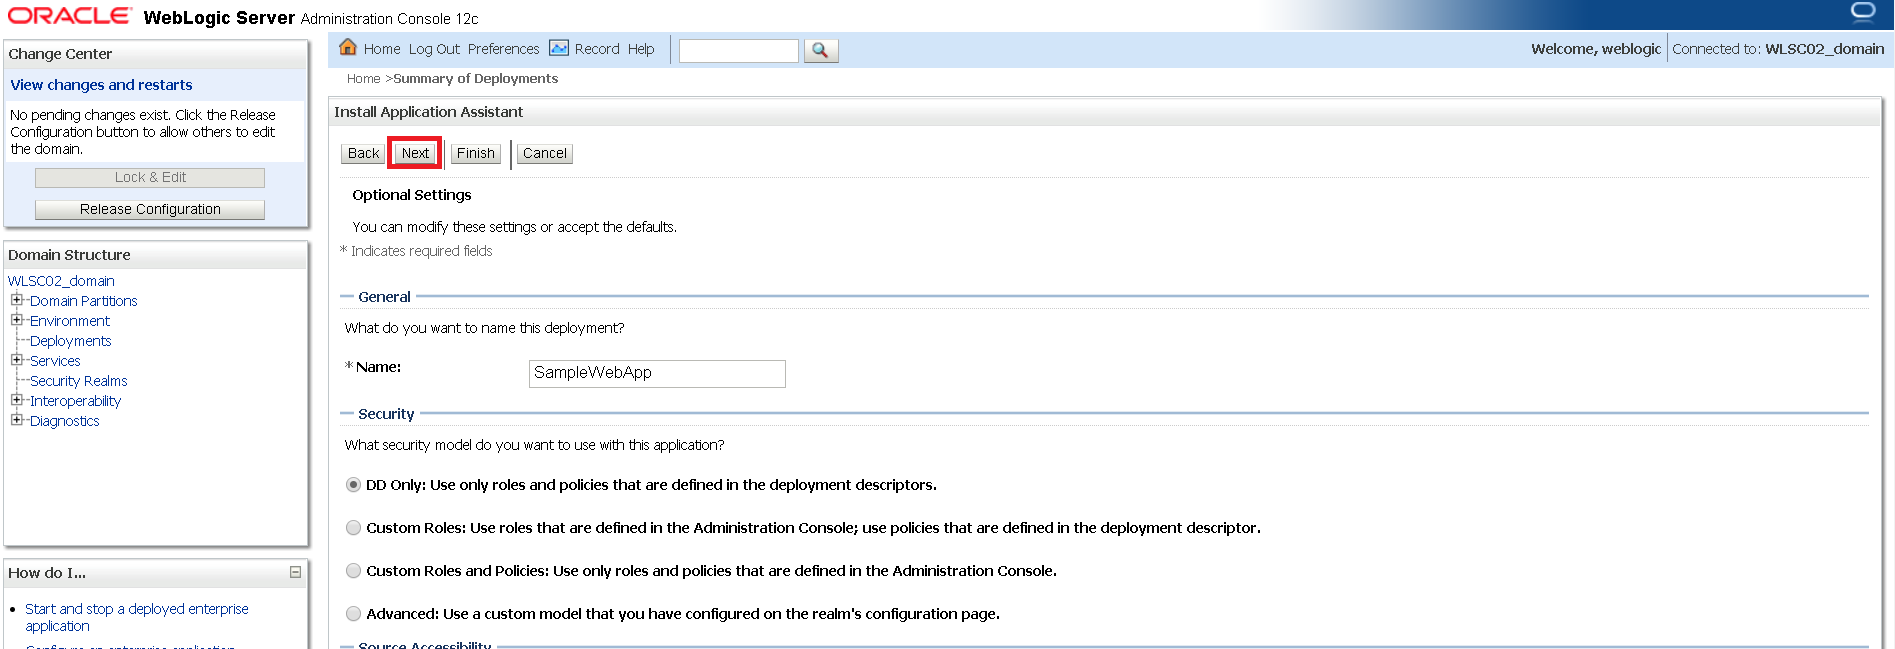 ORACLE WebLogic Server Administration Console 12c
Change Center
View changes and restarts
No pending changes exist. Click the Release
Configuration button to allow others to edit
the domain.
Lock & Edit
Release Configuration
Domain Structure
WLSC02_domain
Domain Partitions
Environment
Deployments
Services
Security Realms
Interoperability
Diagnostics
How do I...
Start and stop a deployed enterprise
application
Configure an enterprise application
Home Log Out Preferences Record Help
Welcome, weblogic Connected to: WLSC02_domain
Home >Summary of Deployments
Install Application Assistant
Back Next Finish Cancel
Optional Settings
You can modify these settings or accept the defaults.
* Indicates required fields
General
What do you want to name this deployment?
* Name: SampleWebApp
Security
What security model do you want to use with this application?
DD Only: Use only roles and policies that are defined in the deployment descriptors.
Custom Roles: Use roles that are defined in the Administration Console; use policies that are defined in the deployment descriptor.
Custom Roles and Policies: Use only roles and policies that are defined in the Administration Console.
Advanced: Use a custom model that you have configured on the realm's configuration page.
Source Accessibility